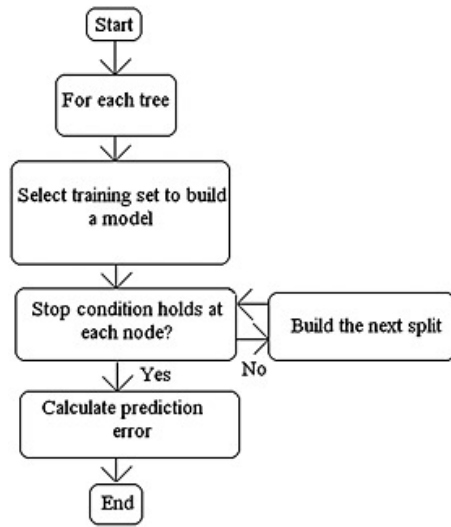 Start
For each tree
Select training set to build
a model
Stop condition holds at
each node?
Build the next split
No
Yes
Calculate prediction
error
End